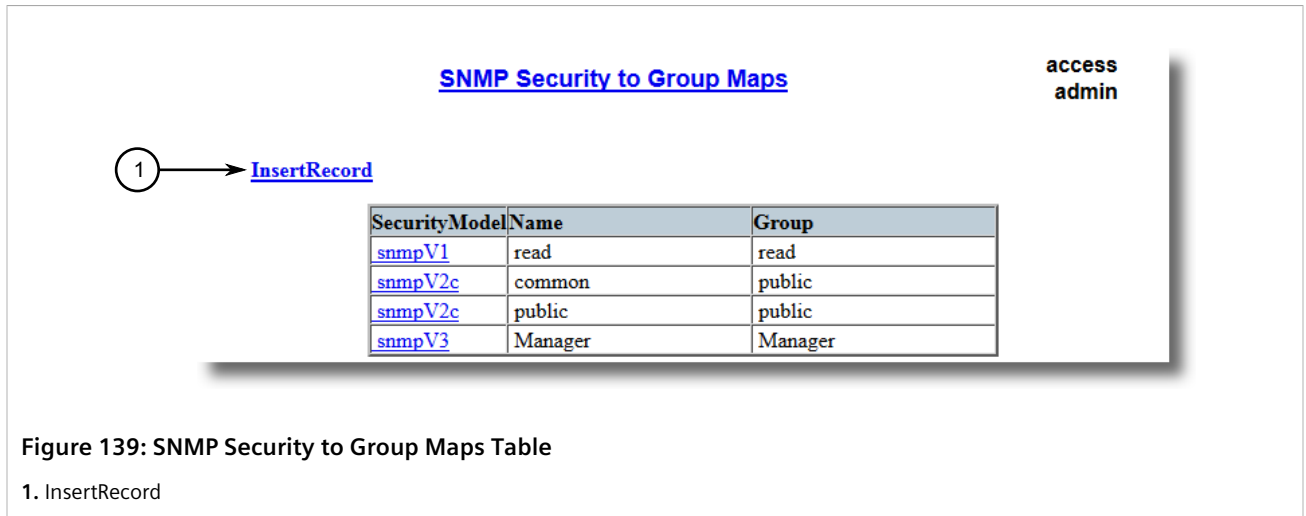 SNMP Security to Group Maps
access
admin
1
InsertRecord
SecurityModel Name Group
snmpV1 read read
snmpV2c common public
snmpV2c public public
snmpV3 Manager Manager
Figure 139: SNMP Security to Group Maps Table
1. InsertRecord